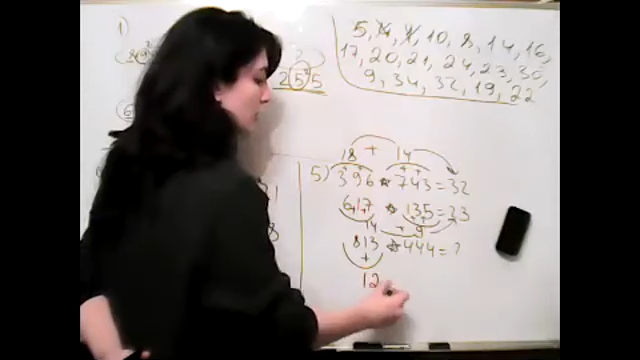 1)
5, 10, 8, 14, 16,
17, 20, 21, 24, 23, 30,
9, 34, 32, 19, 22
255
18 + 14
5) 396 * 743 = 32
617 * 135 = 23
14 + 9
813 * 444 = ?
+
12